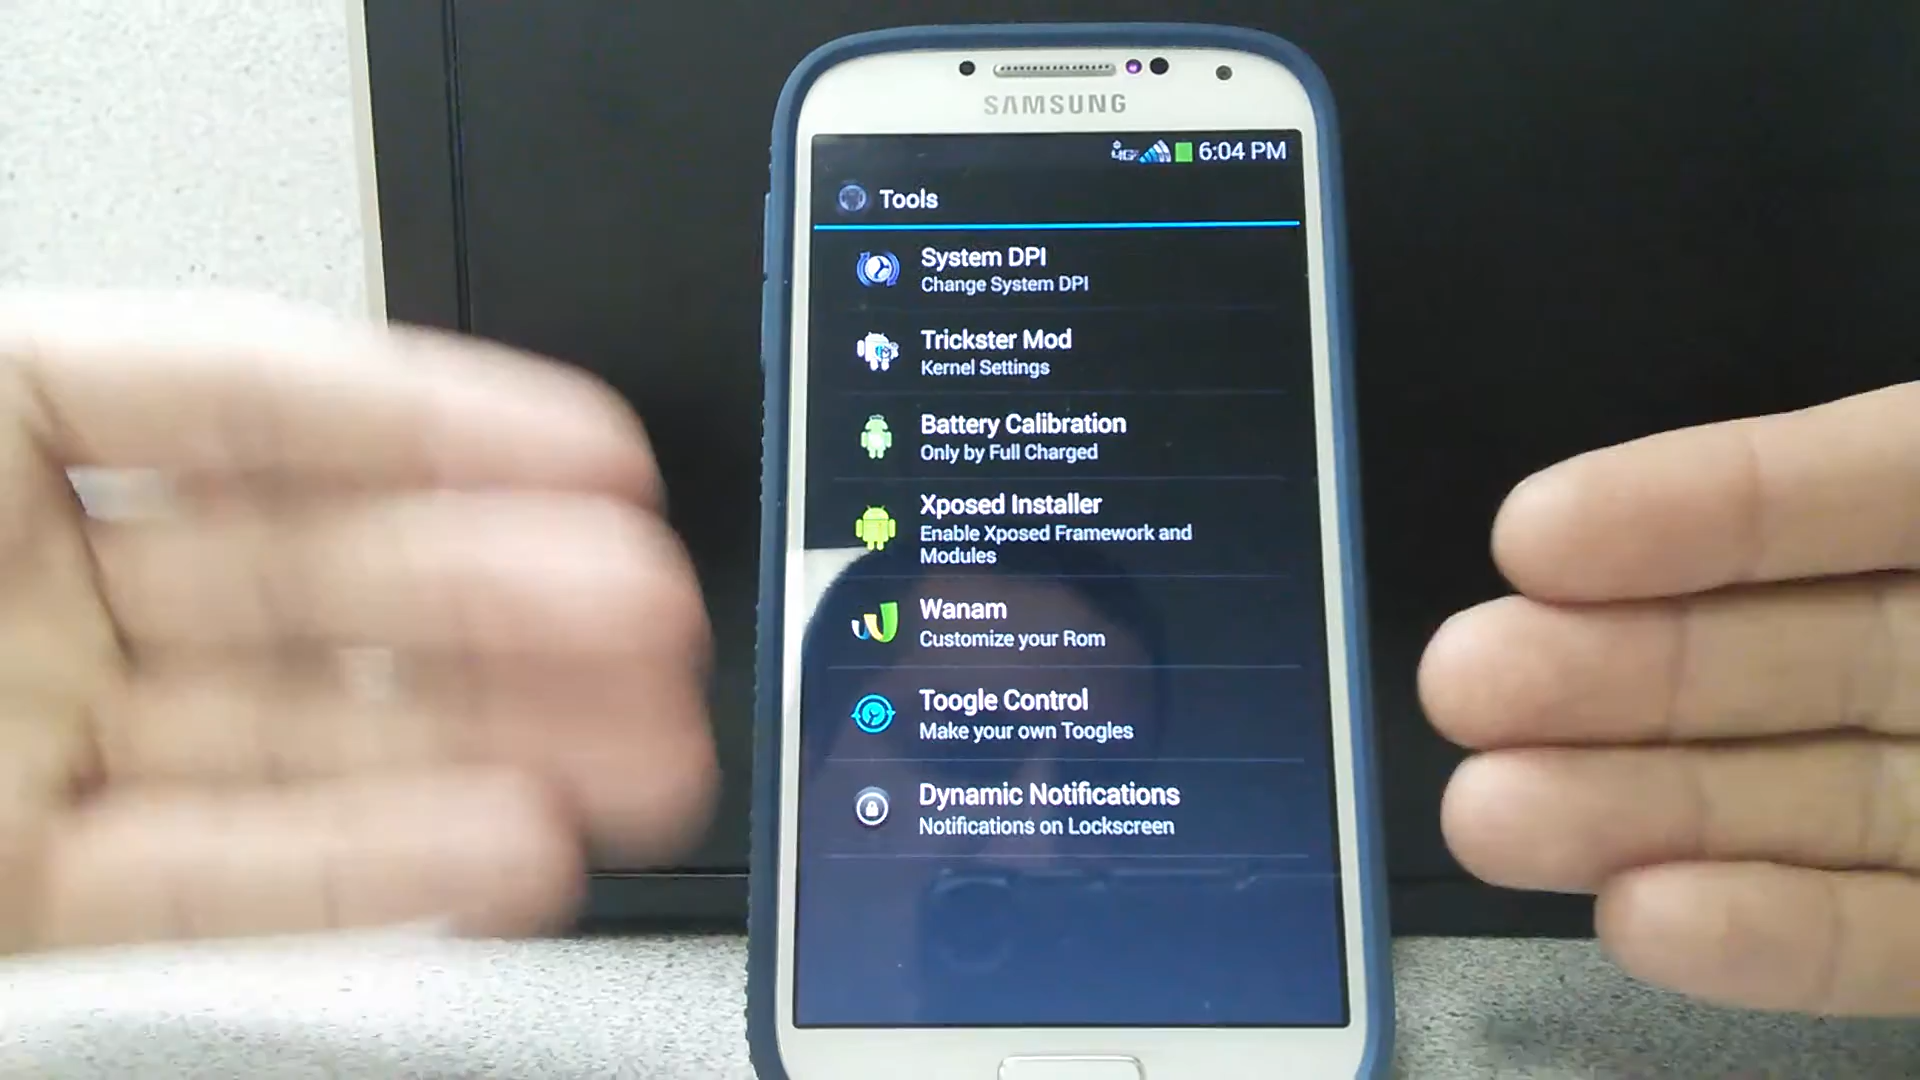 SAMSUNG
4G 6:04 PM
Tools
System DPI
Change System DPI
Trickster Mod
Kernel Settings
Battery Calibration
Only by Full Charged
Xposed Installer
Enable Xposed Framework and
Modules
Wanam
Customize your Rom
Toogle Control
Make your own Toogles
Dynamic Notifications
Notifications on Lockscreen